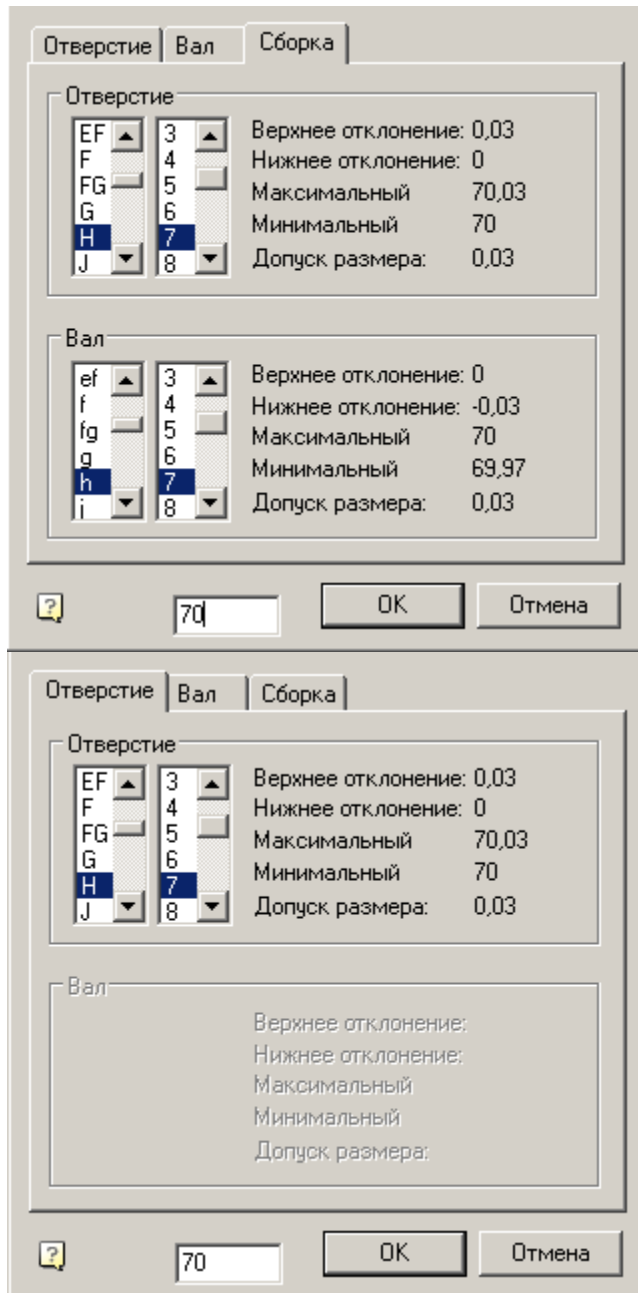 Отверстие Вал Сборка
Отверстие
EF 3 Верхнее отклонение: 0,03
F 4 Нижнее отклонение: 0
FG 5 Максимальный 70,03
G 6 Минимальный 70
H 7
J 8 Допуск размера: 0,03
Вал
ef 3 Верхнее отклонение: 0
f 4 Нижнее отклонение: -0,03
fg 5 Максимальный 70
g 6 Минимальный 69,97
h 7
j 8 Допуск размера: 0,03
? 70 OK Отмена
Отверстие Вал Сборка
Отверстие
EF 3 Верхнее отклонение: 0,03
F 4 Нижнее отклонение: 0
FG 5 Максимальный 70,03
G 6 Минимальный 70
H 7
J 8 Допуск размера: 0,03
Вал
Верхнее отклонение:
Нижнее отклонение:
Максимальный
Минимальный
Допуск размера:
? 70 OK Отмена